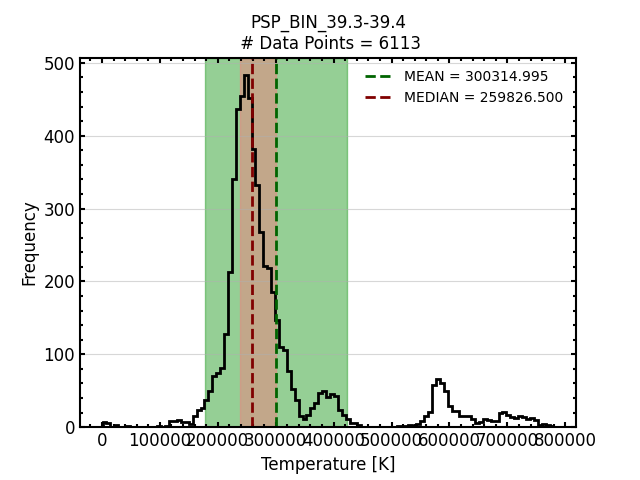 PSP_BIN_39.3-39.4
# Data Points = 6113
MEAN = 300314.995
MEDIAN = 259826.500
500
400
300
200
100
0
Frequency
0 100000 200000 300000 400000 500000 600000 700000 800000
Temperature [K]